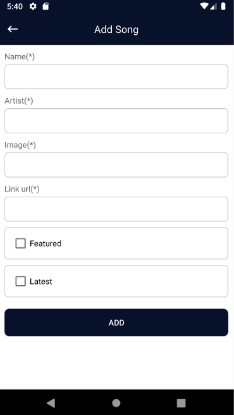 5:40
Add Song
Name(*)
Artist(*)
Image(*)
Link url(*)
Featured
Latest
ADD